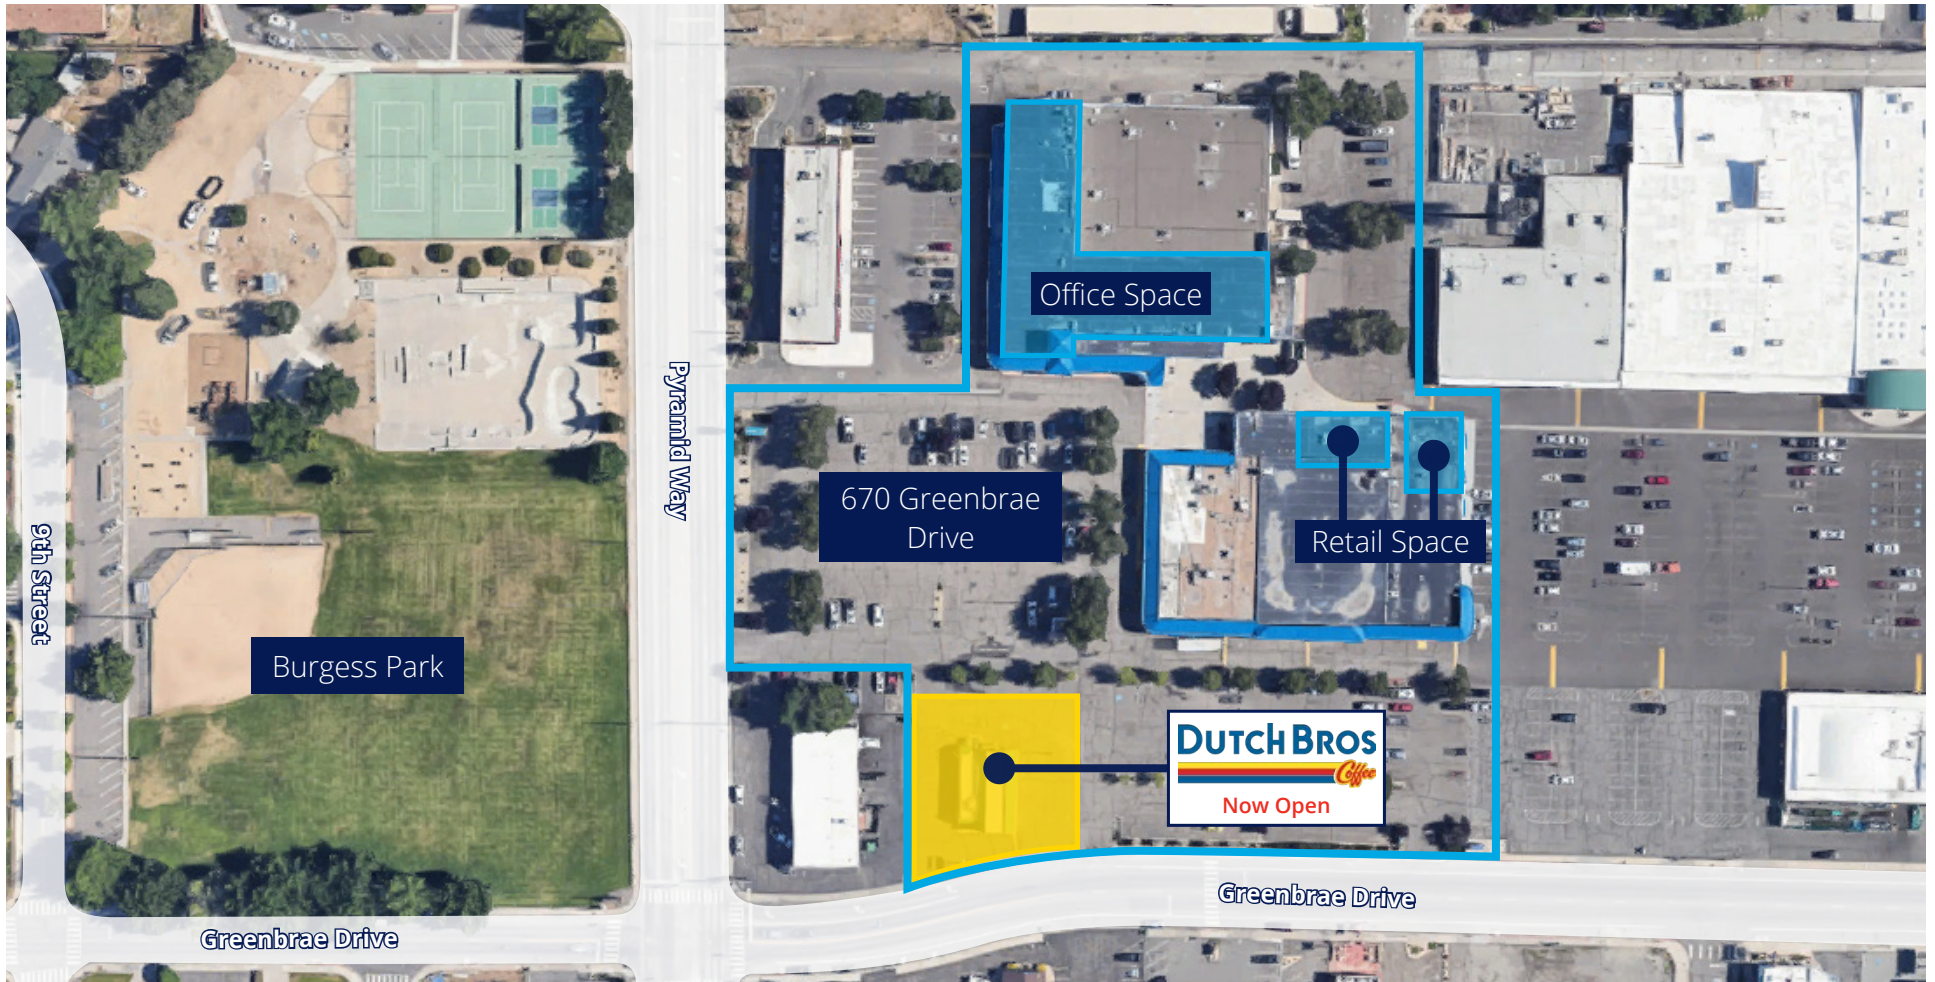 Office Space
Pyramid Way
670 Greenbrae
Drive
Retail Space
9th Street
Burgess Park
DUTCH BROS
Coffee
Now Open
Greenbrae Drive
Greenbrae Drive